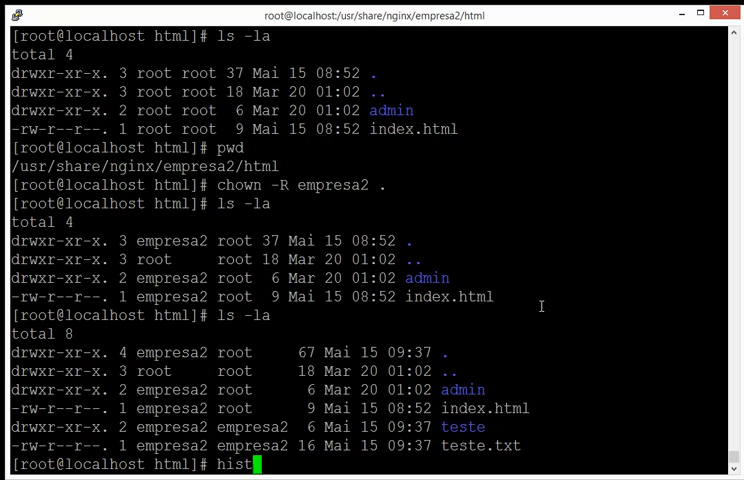 root@localhost:/usr/share/nginx/empresa2/html
[root@localhost html]# ls -la
total 4
drwxr-xr-x. 3 root root 37 Mai 15 08:52 .
drwxr-xr-x. 3 root root 18 Mar 20 01:02 ..
drwxr-xr-x. 2 root root  6 Mar 20 01:02 admin
-rw-r--r--. 1 root root  9 Mai 15 08:52 index.html
[root@localhost html]# pwd
/usr/share/nginx/empresa2/html
[root@localhost html]# chown -R empresa2 .
[root@localhost html]# ls -la
total 4
drwxr-xr-x. 3 empresa2 root 37 Mai 15 08:52 .
drwxr-xr-x. 3 root     root 18 Mar 20 01:02 ..
drwxr-xr-x. 2 empresa2 root  6 Mar 20 01:02 admin
-rw-r--r--. 1 empresa2 root  9 Mai 15 08:52 index.html
[root@localhost html]# ls -la
total 8
drwxr-xr-x. 4 empresa2 root     67 Mai 15 09:37 .
drwxr-xr-x. 3 root     root     18 Mar 20 01:02 ..
drwxr-xr-x. 2 empresa2 root      6 Mar 20 01:02 admin
-rw-r--r--. 1 empresa2 root      9 Mai 15 08:52 index.html
drwxr-xr-x. 2 empresa2 empresa2  6 Mai 15 09:37 teste
-rw-r--r--. 1 empresa2 empresa2 16 Mai 15 09:37 teste.txt
[root@localhost html]# hist